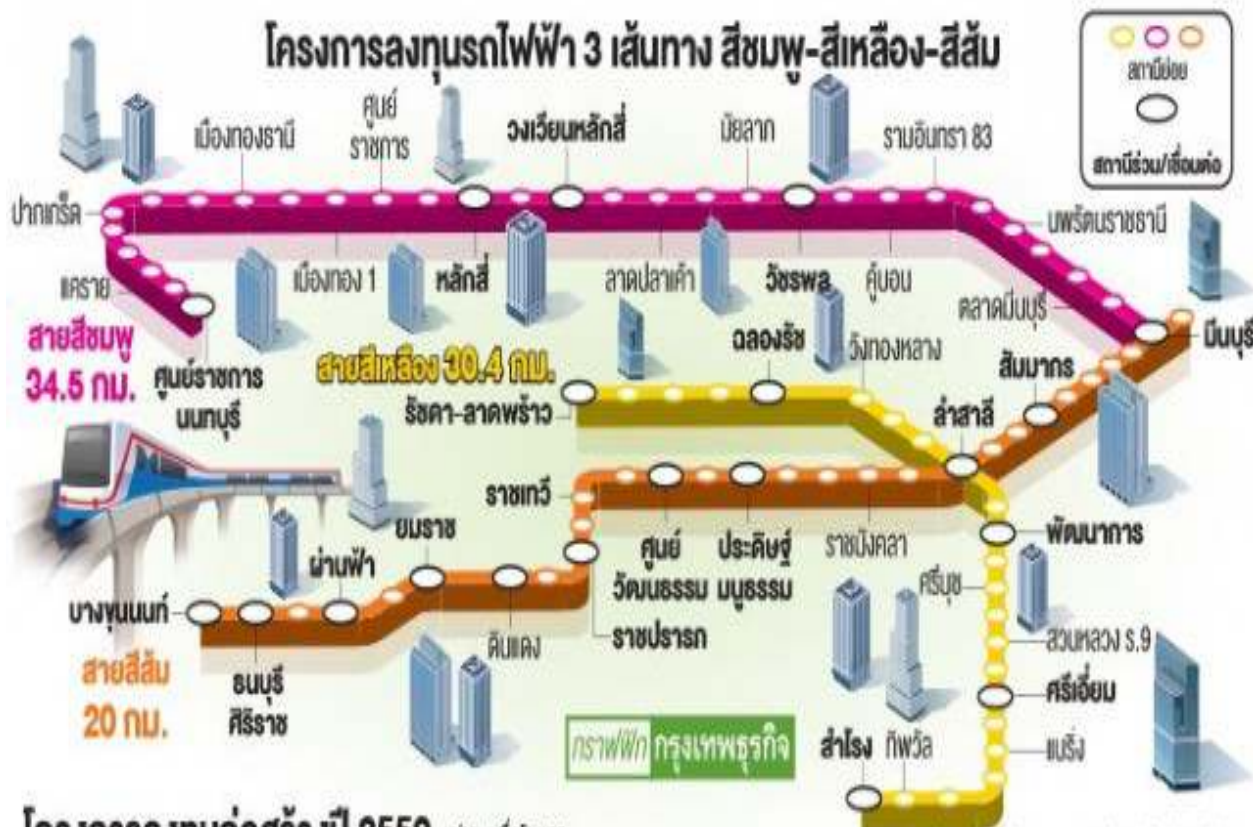 โครงการลงทุนรถไฟฟ้า 3 เส้นทาง สีชมพู-สีเหลือง-สีส้ม
สถานีย่อย
สถานีร่วม/เชื่อมต่อ
เมืองทองธานี
ศูนย์
ราชการ
วงเวียนหลักสี่
มัยลาภ
รามอินทรา 83
ปากเกร็ด
นพรัตนราชธานี
แคราย
เมืองทอง 1
หลักสี่
ลาดปลาเค้า
วัชรพล
คู้บอน
ตลาดมีนบุรี
มีนบุรี
สายสีชมพู
34.5 กม.
ศูนย์ราชการ
นนทบุรี
สายสีเหลือง 30.4 กม.
รัชดา-ลาดพร้าว
ฉลองรัช
วังทองหลาง
ลำสาลี
สัมมากร
ราชเทวี
ยมราช
ผ่านฟ้า
บางขุนนนท์
ศูนย์
วัฒนธรรม
ประดิษฐ์
มนูธรรม
ราชมังคลา
พัฒนาการ
ศรีนุช
สวนหลวง ร.9
ศรีเอี่ยม
ดินแดง
ราชปรารภ
สายสีส้ม
20 กม.
ธนบุรี
ศิริราช
กราฟฟิก กรุงเทพธุรกิจ
สำโรง
ทิพวัล
แบริ่ง